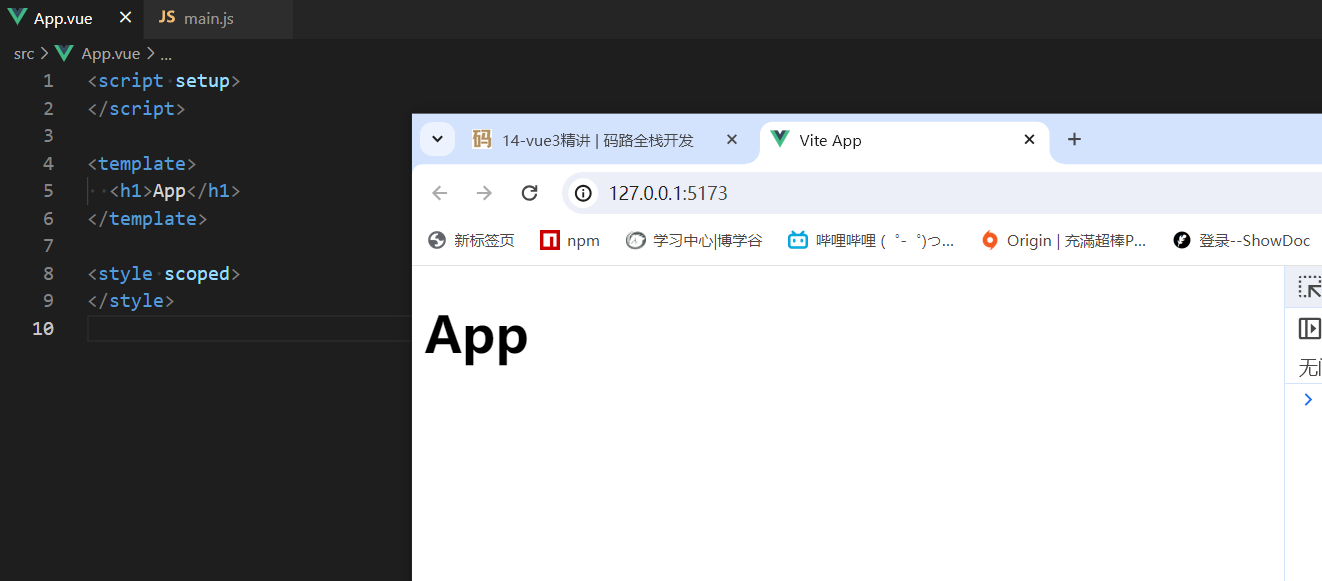 App.vue
JS main.js
src > App.vue > ...
1 <script setup>
2 </script>
3
4 <template>
5 <h1>App</h1>
6 </template>
7
8 <style scoped>
9 </style>
10
码 14-vue3精讲 | 码路全栈开发
Vite App
127.0.0.1:5173
新标签页
npm
学习中心|博学谷
哔哩哔哩 (゜-゜)つ...
Origin | 充滿超棒P...
登录--ShowDoc
App